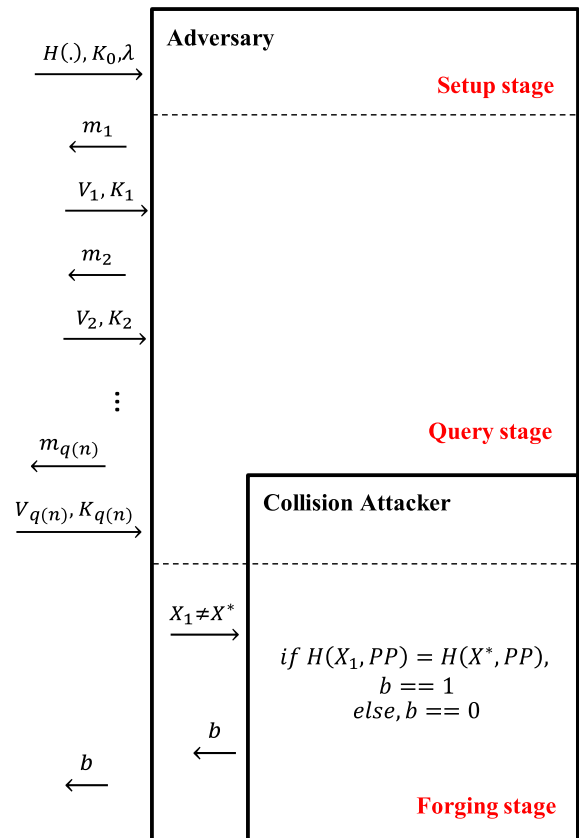 Adversary
H(.), K₀,λ
Setup stage
m₁
V₁, K₁
m₂
V₂, K₂
⋮
Query stage
m_q(n)
V_q(n), K_q(n)
Collision Attacker
X₁≠X*
if H(X₁, PP) = H(X*, PP),
b == 1
else, b == 0
b
b
Forging stage